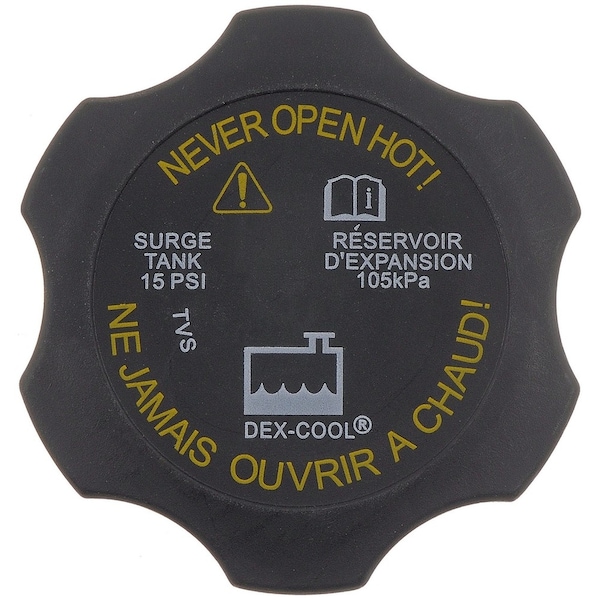 NEVER OPEN HOT!
SURGE
TANK
15 PSI
RÉSERVOIR
D'EXPANSION
105kPa
TVS
DEX-COOL®
NE JAMAIS OUVRIR A CHAUD!